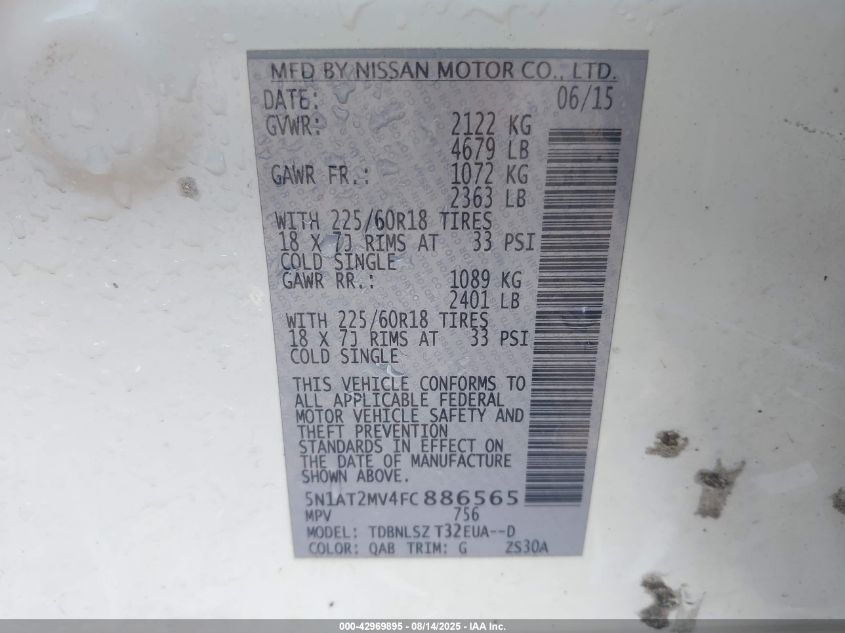 MFD BY NISSAN MOTOR CO., LTD.
DATE: 06/15
GVWR: 2122 KG
4679 LB
GAWR FR.: 1072 KG
2363 LB
WITH 225/60R18 TIRES
18 X 7J RIMS AT 33 PSI
COLD SINGLE
GAWR RR.: 1089 KG
2401 LB
WITH 225/60R18 TIRES
18 X 7J RIMS AT 33 PSI
COLD SINGLE
THIS VEHICLE CONFORMS TO
ALL APPLICABLE FEDERAL
MOTOR VEHICLE SAFETY AND
THEFT PREVENTION
STANDARDS IN EFFECT ON
THE DATE OF MANUFACTURE
SHOWN ABOVE.
5N1AT2MV4FC886565
MPV 756
MODEL: TDBNLSZ T32EUA--D
COLOR: QAB TRIM: G ZS30A
000-42969895 - 08/14/2025 - IAA Inc.